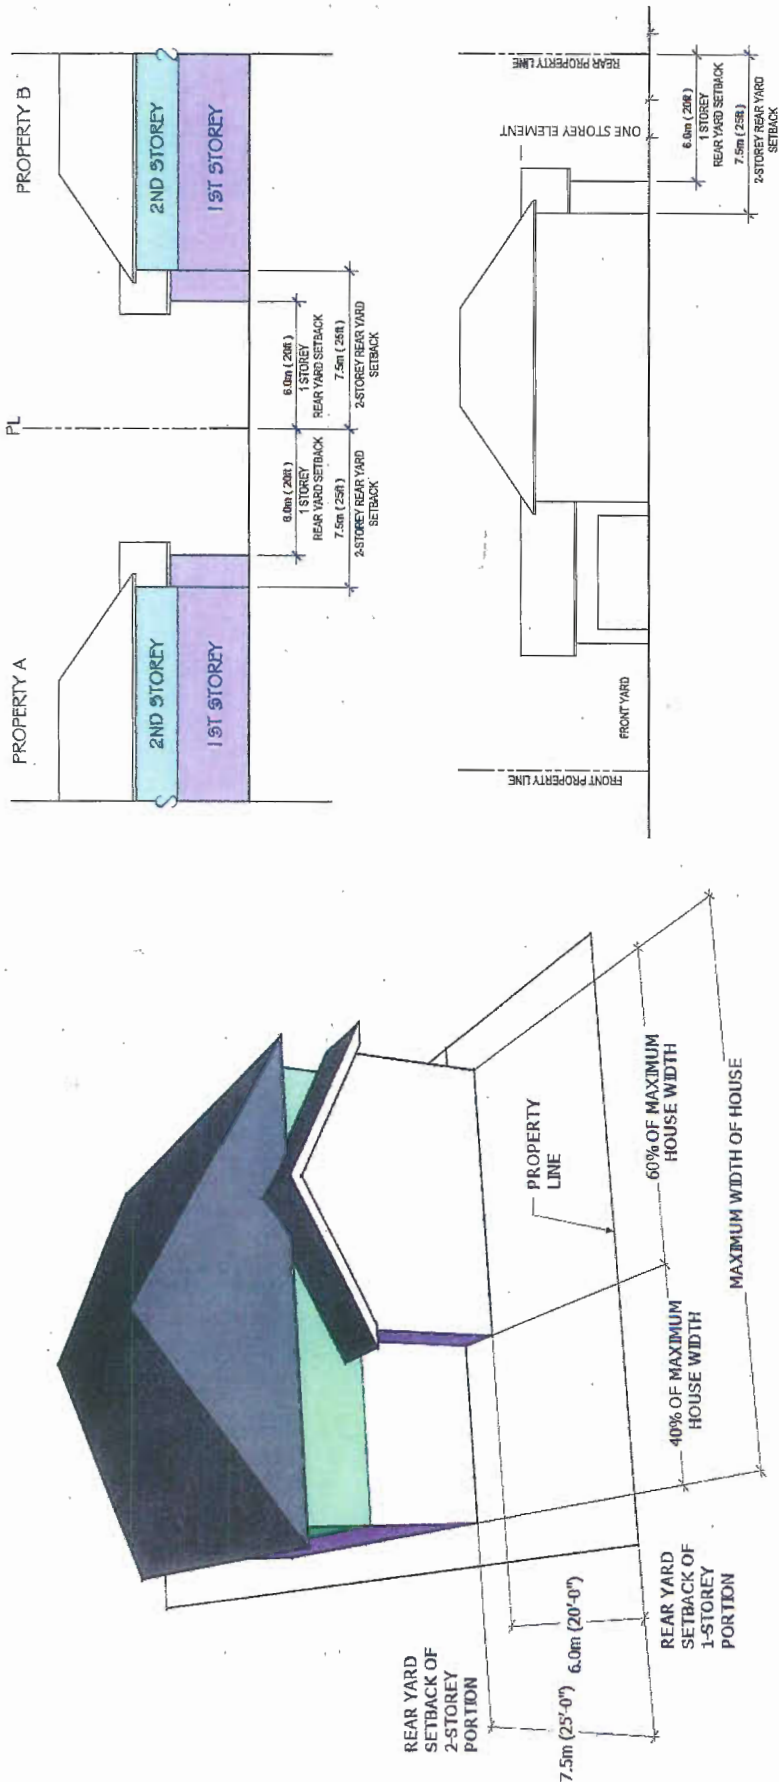 PROPERTY A
PL
PROPERTY B
2ND STOREY
1ST STOREY
2ND STOREY
1ST STOREY
6.0m ( 20ft )
1 STOREY
REAR YARD SETBACK
7.5m ( 25ft )
2-STOREY REAR YARD
SETBACK
6.0m ( 20ft )
1 STOREY
REAR YARD SETBACK
7.5m ( 25ft )
2-STOREY REAR YARD
SETBACK
FRONT PROPERTY LINE
FRONT YARD
ONE STOREY ELEMENT
REAR PROPERTY LINE
6.0m ( 20ft )
1 STOREY
REAR YARD SETBACK
7.5m ( 25ft )
2-STOREY REAR YARD
SETBACK
REAR YARD
SETBACK OF
2-STOREY
PORTION
7.5m (25'-0")
6.0m (20'-0")
REAR YARD
SETBACK OF
1-STOREY
PORTION
PROPERTY
LINE
40% OF MAXIMUM
HOUSE WIDTH
60% OF MAXIMUM
HOUSE WIDTH
MAXIMUM WIDTH OF HOUSE